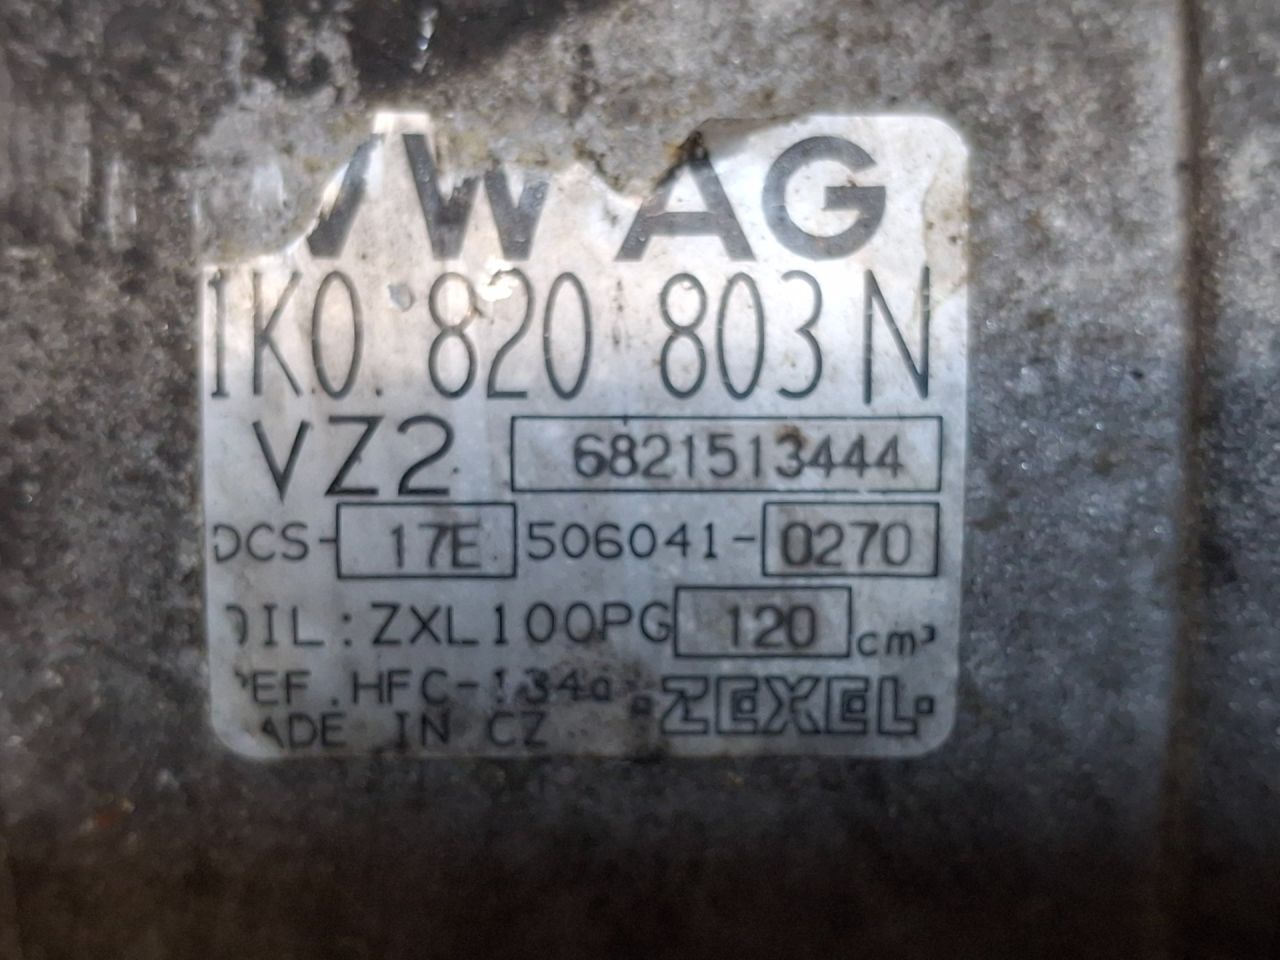 VW AG
1K0.820 803 N
VZ2 6821513444
DCS-17E 506041-0270
OIL:ZXL100PG 120 cm³
REF.HFC-134a ZEXEL
MADE IN CZ